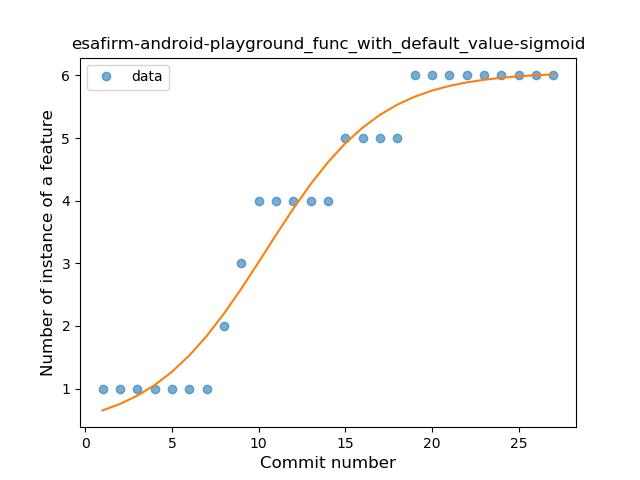 esafirm-android-playground_func_with_default_value-sigmoid
data
6
5
4
3
2
1
Number of instance of a feature
0 5 10 15 20 25
Commit number